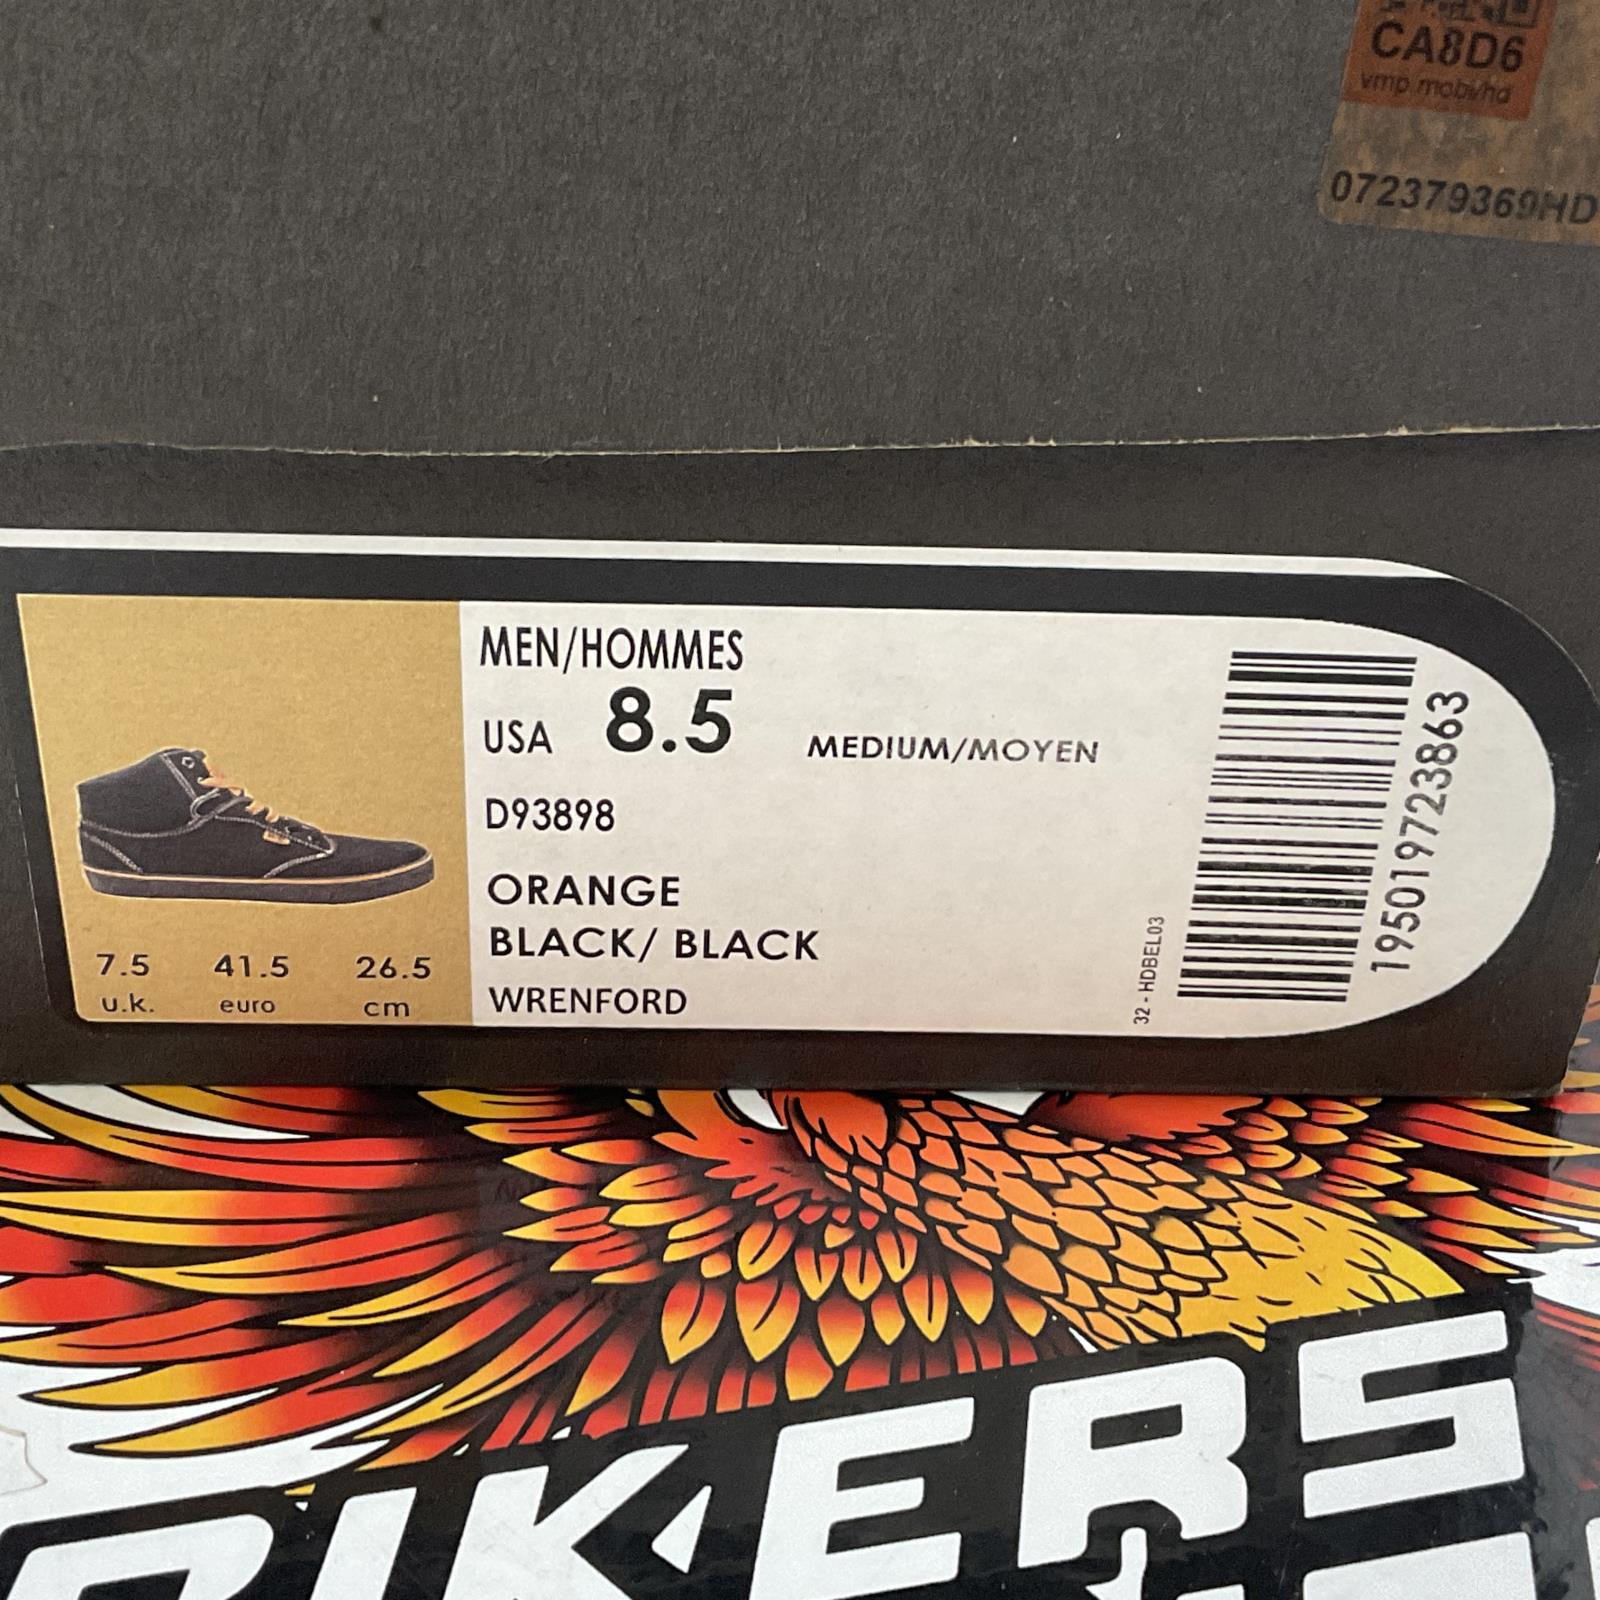 CA8D6
vmp.mobi/hd
072379369HD
MEN/HOMMES
USA 8.5 MEDIUM/MOYEN
D93898
ORANGE
BLACK/ BLACK
WRENFORD
7.5 41.5 26.5
u.k. euro cm
32 - HDBEL03
195019723863
BIKERS